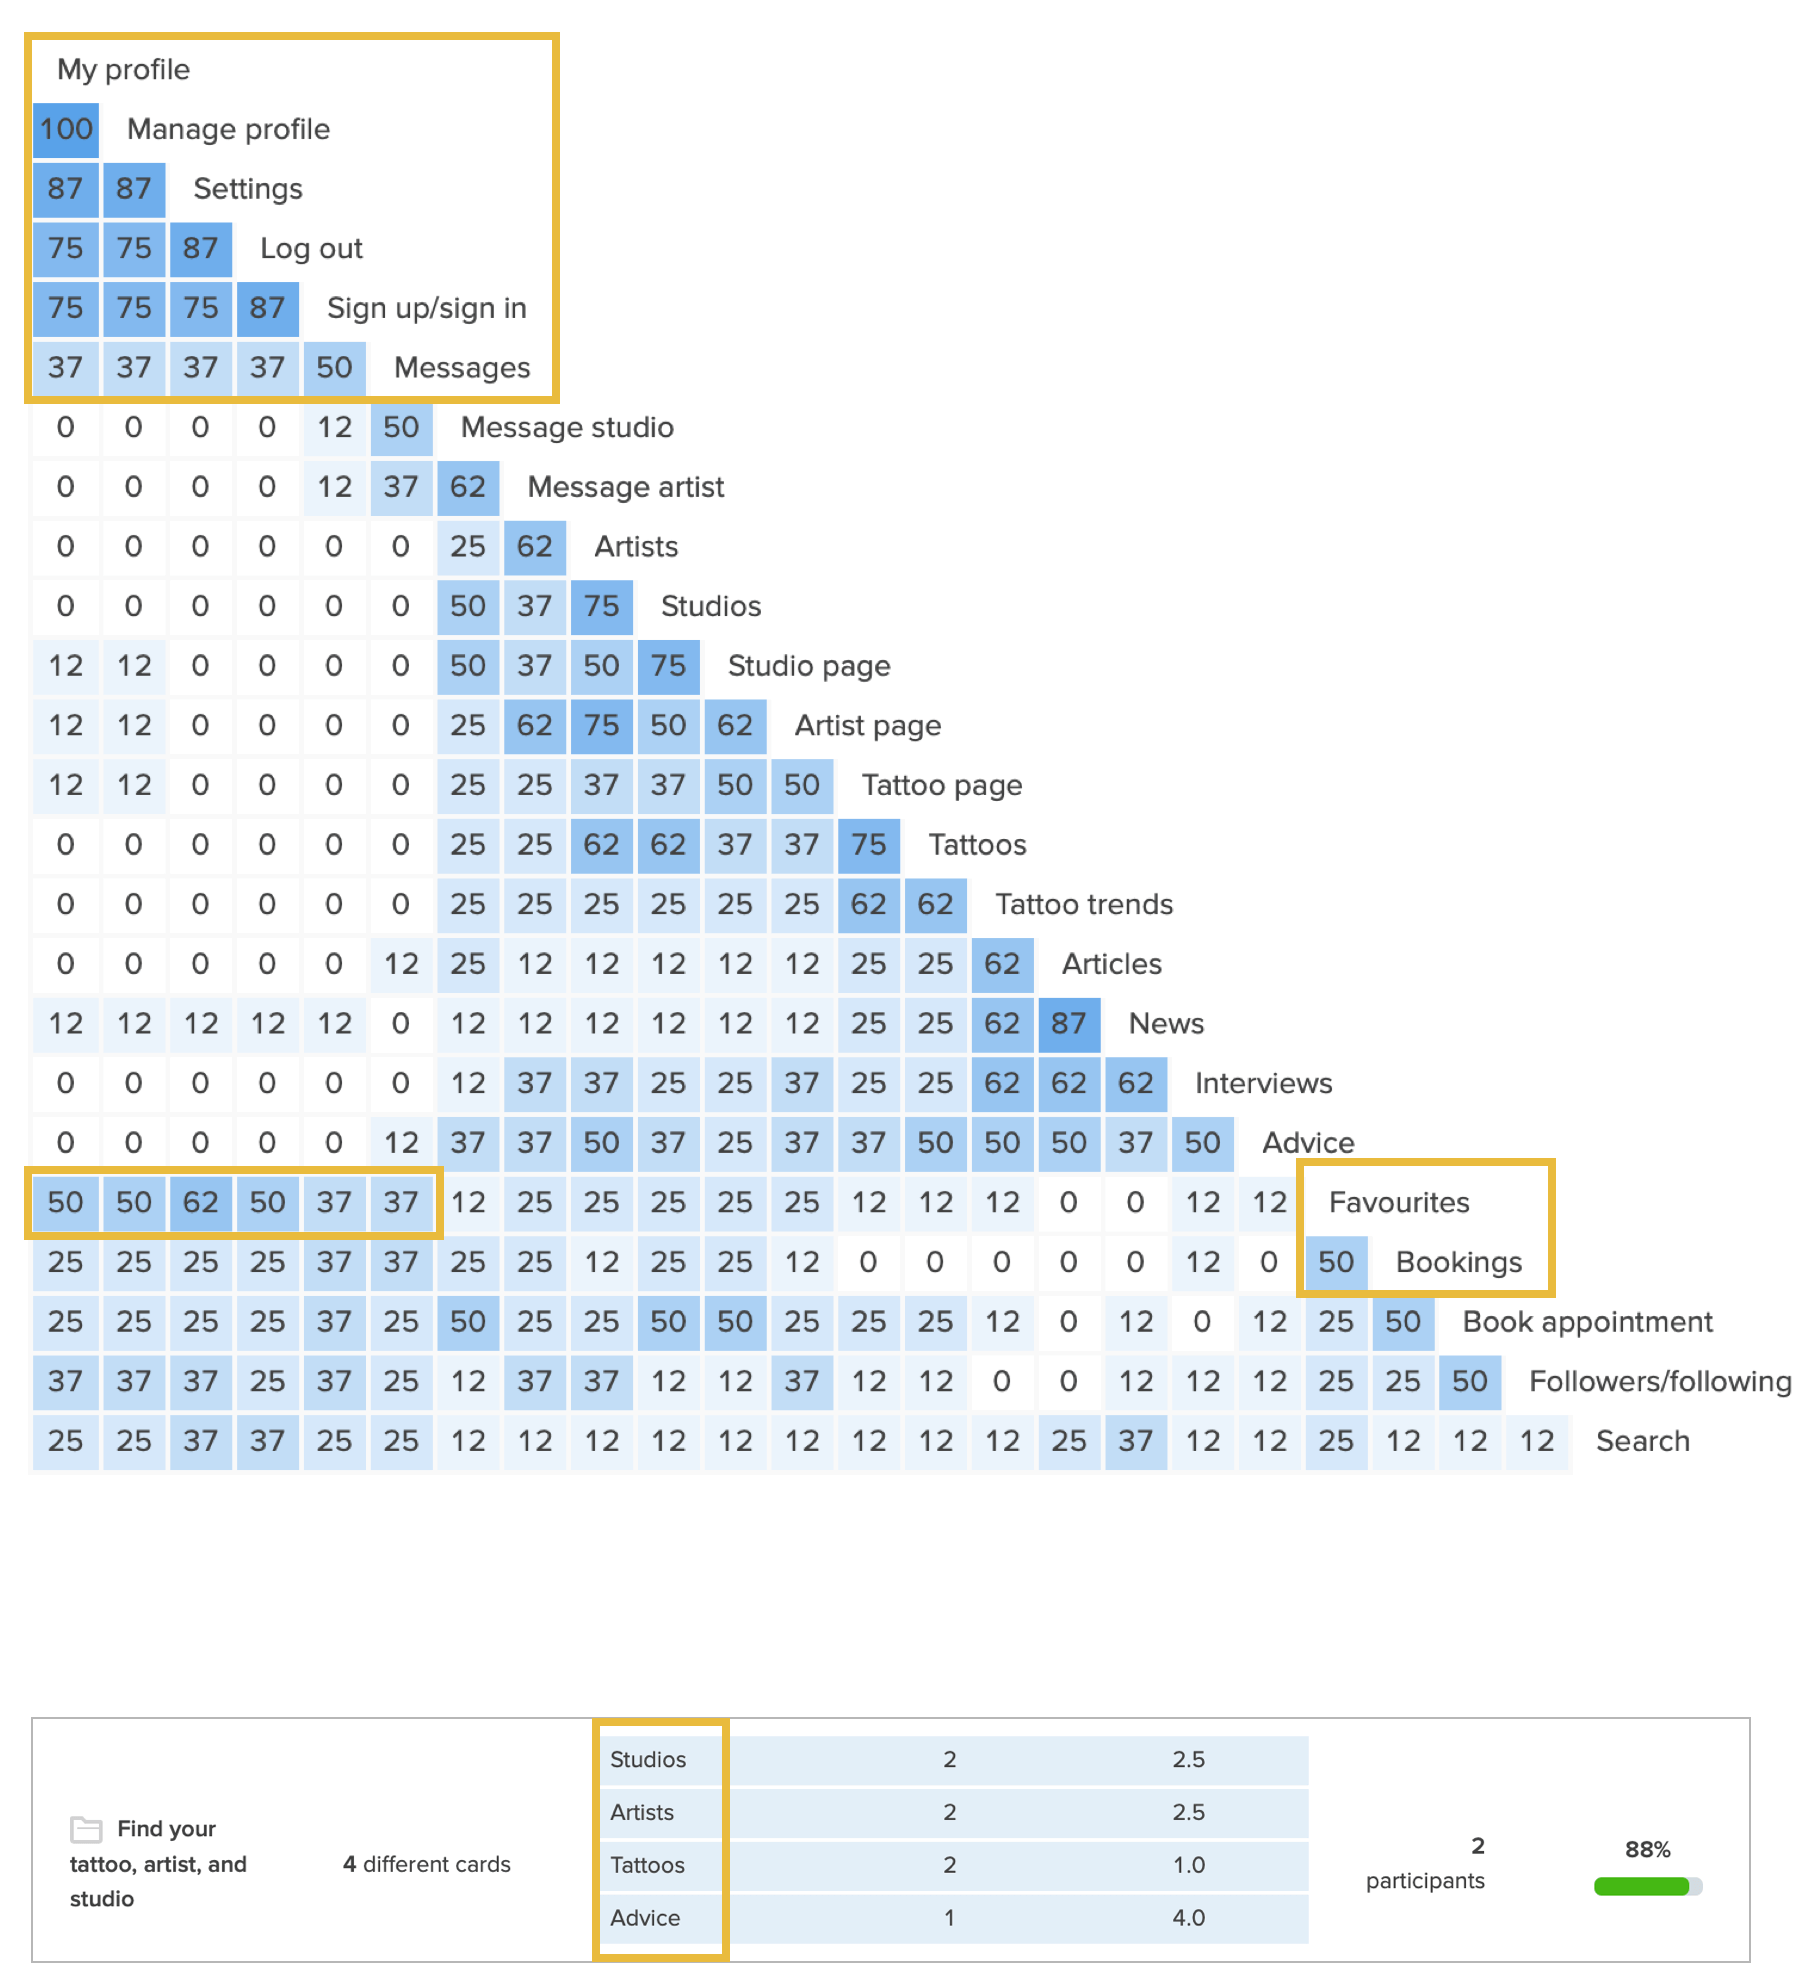 My profile
100 Manage profile
87 87 Settings
75 75 87 Log out
75 75 75 87 Sign up/sign in
37 37 37 37 50 Messages
0 0 0 0 12 50 Message studio
0 0 0 0 12 37 62 Message artist
0 0 0 0 0 0 25 62 Artists
0 0 0 0 0 0 50 37 75 Studios
12 12 0 0 0 0 50 37 50 75 Studio page
12 12 0 0 0 0 25 62 75 50 62 Artist page
12 12 0 0 0 0 25 25 37 37 50 50 Tattoo page
0 0 0 0 0 0 25 25 62 62 37 37 75 Tattoos
0 0 0 0 0 0 25 25 25 25 25 25 62 62 Tattoo trends
0 0 0 0 0 12 25 12 12 12 12 12 25 25 62 Articles
12 12 12 12 12 0 12 12 12 12 12 12 25 25 62 87 News
0 0 0 0 0 0 12 37 37 25 25 37 25 25 62 62 62 Interviews
0 0 0 0 0 12 37 37 50 37 25 37 37 50 50 50 37 50 Advice
50 50 62 50 37 37 12 25 25 25 25 25 12 12 12 0 0 12 12 Favourites
25 25 25 25 37 37 25 25 12 25 25 12 0 0 0 0 0 12 0 50 Bookings
25 25 25 25 37 25 50 25 25 50 50 25 25 25 12 0 12 0 12 25 50 Book appointment
37 37 37 25 37 25 12 37 37 12 12 37 12 12 0 0 12 12 12 25 25 50 Followers/following
25 25 37 37 25 25 12 12 12 12 12 12 12 12 12 25 37 12 12 25 12 12 12 Search
Find your
tattoo, artist, and
studio
4 different cards
Studios 2 2.5
Artists 2 2.5
Tattoos 2 1.0
Advice 1 4.0
2
participants
88%